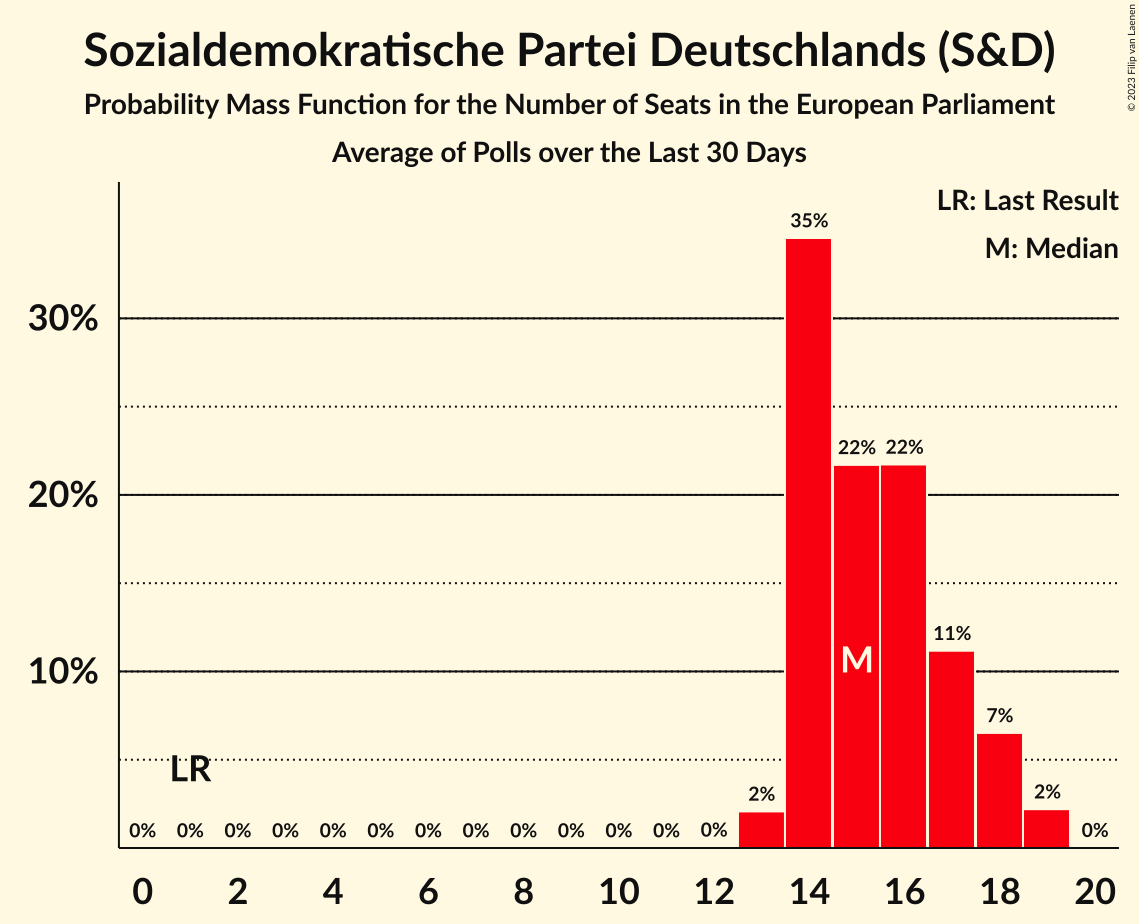 Sozialdemokratische Partei Deutschlands (S&D)
Probability Mass Function for the Number of Seats in the European Parliament
Average of Polls over the Last 30 Days
© 2023 Filip van Laenen
LR: Last Result
M: Median
35%
30%
22% 22%
20%
11%
M
10%
7%
LR
2% 2%
0% 0% 0% 0% 0% 0% 0% 0% 0% 0% 0% 0% 0% 0%
0 2 4 6 8 10 12 14 16 18 20